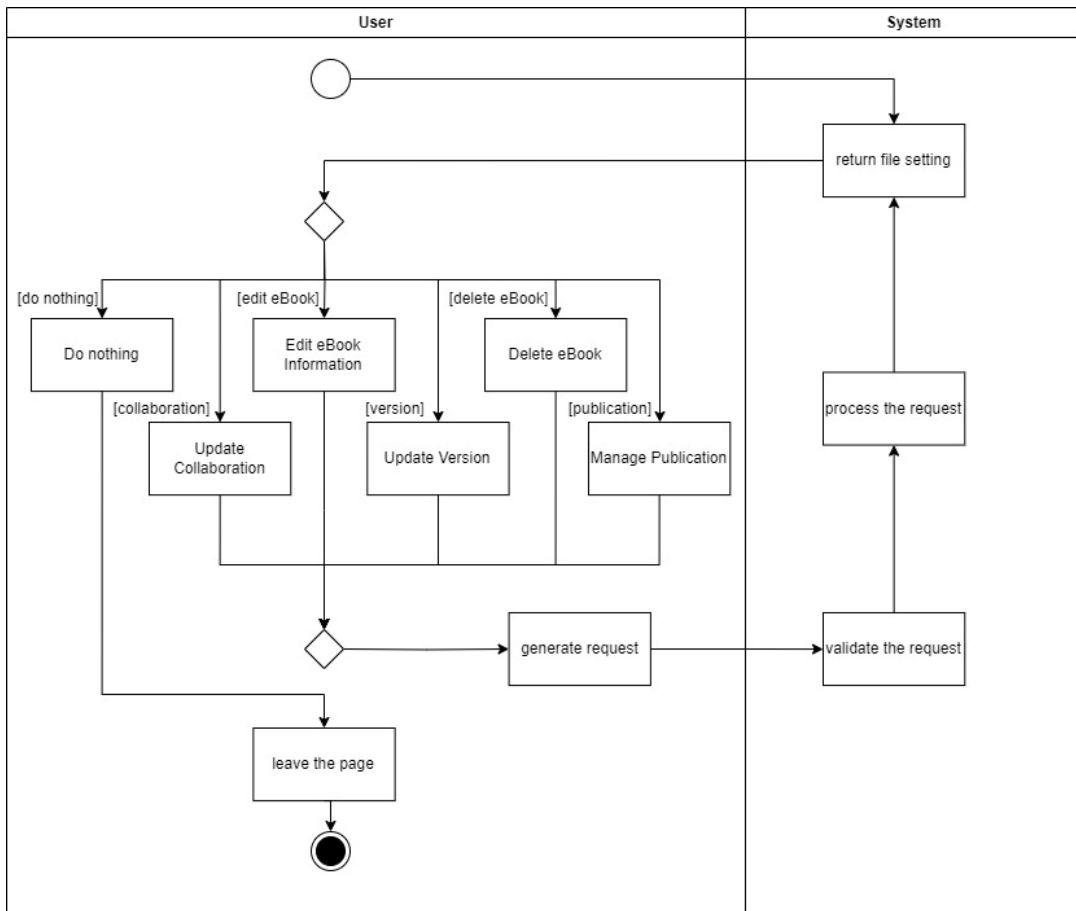 User
System
return file setting
[do nothing]
[edit eBook]
[delete eBook]
Do nothing
Edit eBook
Information
Delete eBook
[collaboration]
[version]
[publication]
Update
Collaboration
Update Version
Manage Publication
process the request
generate request
validate the request
leave the page